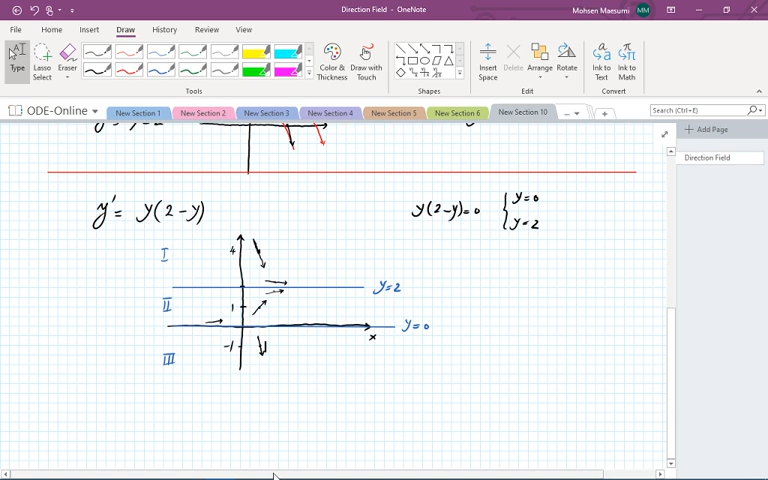 Direction Field - OneNote
Mohsen Maesumi
MM
File Home Insert Draw History Review View
Type
Lasso Select
Eraser
Color & Thickness
Draw with Touch
Insert Space
Delete
Arrange
Rotate
Ink to Text
Ink to Math
Tools Shapes Edit Convert
ODE-Online
New Section 1 New Section 2 New Section 3 New Section 4 New Section 5 New Section 6 New Section 10
Search (Ctrl+E)
Add Page
Direction Field
y' = y(2-y)
y(2-y)=0 { y=0
y=2
I
4
y=2
II
1
y=0
x
-1
III